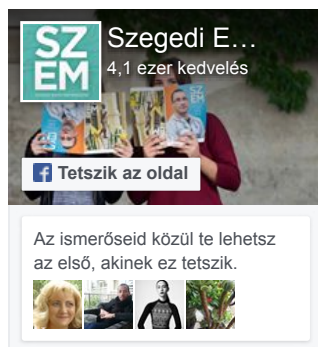 SZ
EM
Szegedi E…
4,1 ezer kedvelés
EM
Tetszik az oldal
Az ismerőseid közül te lehetsz
az első, akinek ez tetszik.